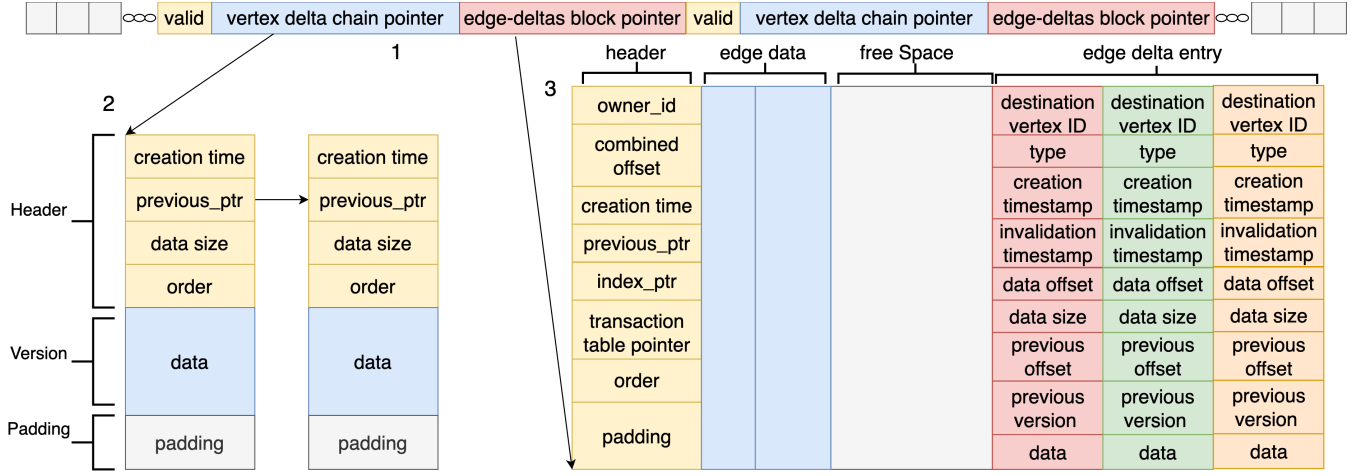 valid vertex delta chain pointer edge-deltas block pointer valid vertex delta chain pointer edge-deltas block pointer
1
2
Header
Version
Padding
creation time
previous_ptr
data size
order
data
padding
creation time
previous_ptr
data size
order
data
padding
3
header
edge data
free Space
edge delta entry
owner_id
combined
offset
creation time
previous_ptr
index_ptr
transaction
table pointer
order
padding
destination
vertex ID
type
creation
timestamp
invalidation
timestamp
data offset
data size
previous
offset
previous
version
data
destination
vertex ID
type
creation
timestamp
invalidation
timestamp
data offset
data size
previous
offset
previous
version
data
destination
vertex ID
type
creation
timestamp
invalidation
timestamp
data offset
data size
previous
offset
previous
version
data